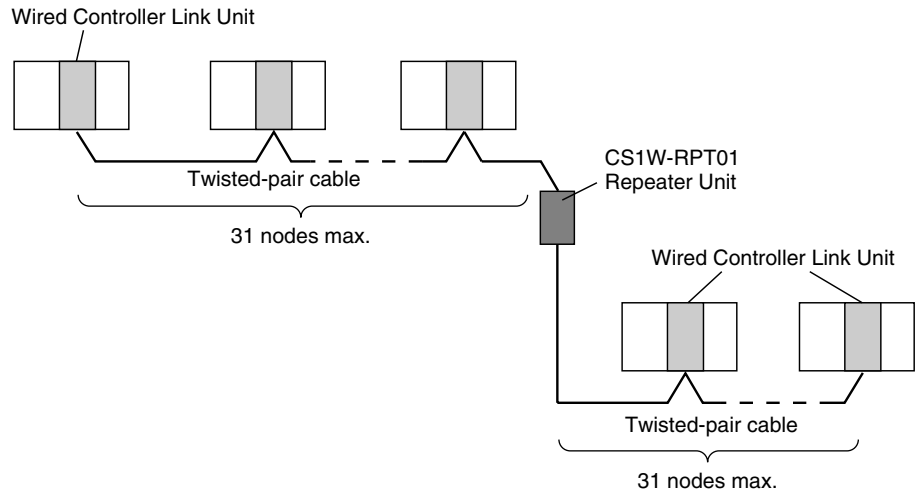 Wired Controller Link Unit
Twisted-pair cable
31 nodes max.
CS1W-RPT01
Repeater Unit
Wired Controller Link Unit
Twisted-pair cable
31 nodes max.